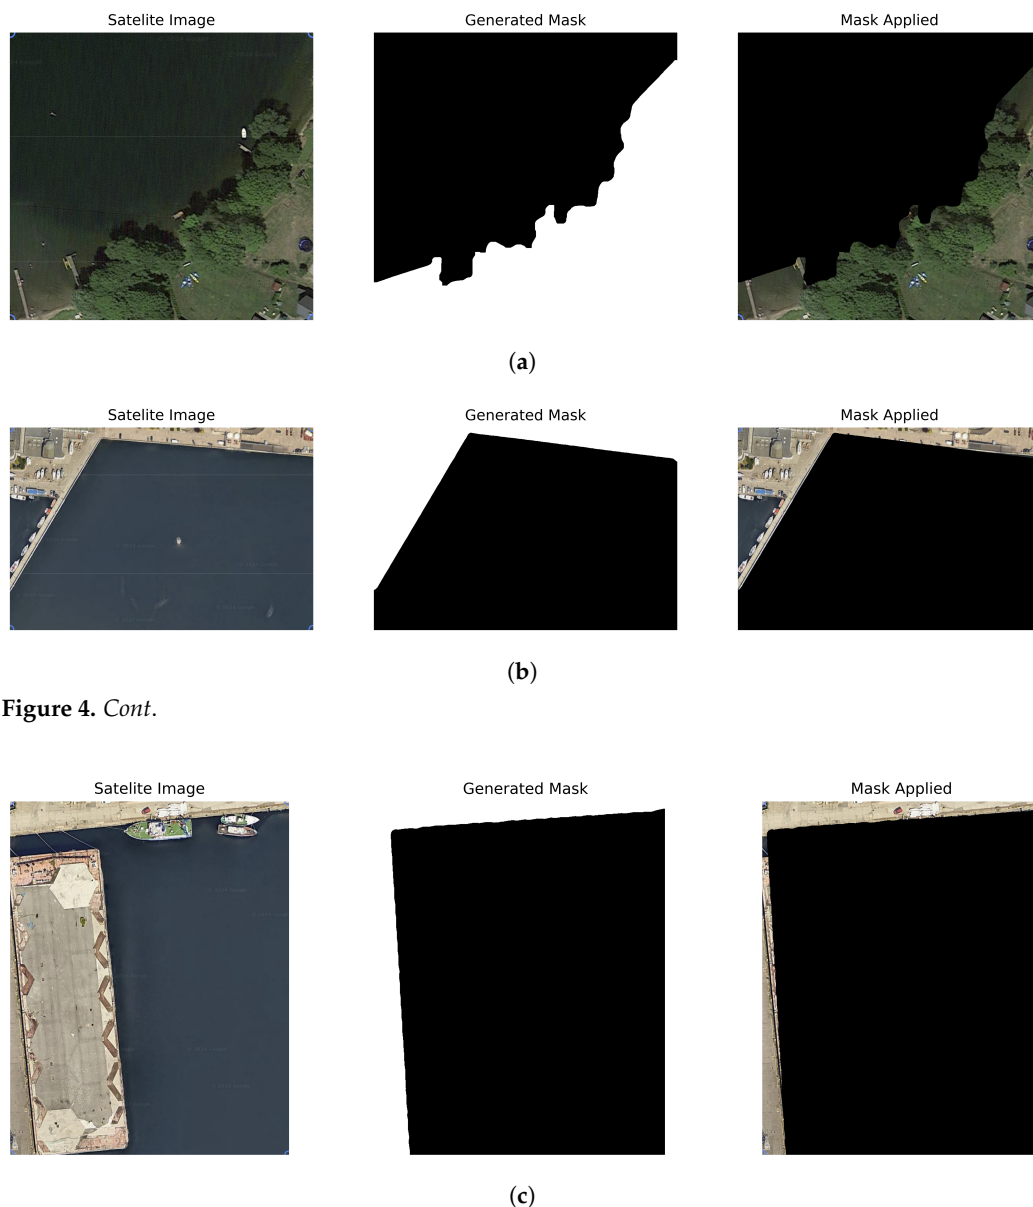 Satelite Image Generated Mask Mask Applied
(a)
Satelite Image Generated Mask Mask Applied
(b)
Figure 4. Cont.
Satelite Image Generated Mask Mask Applied
(c)